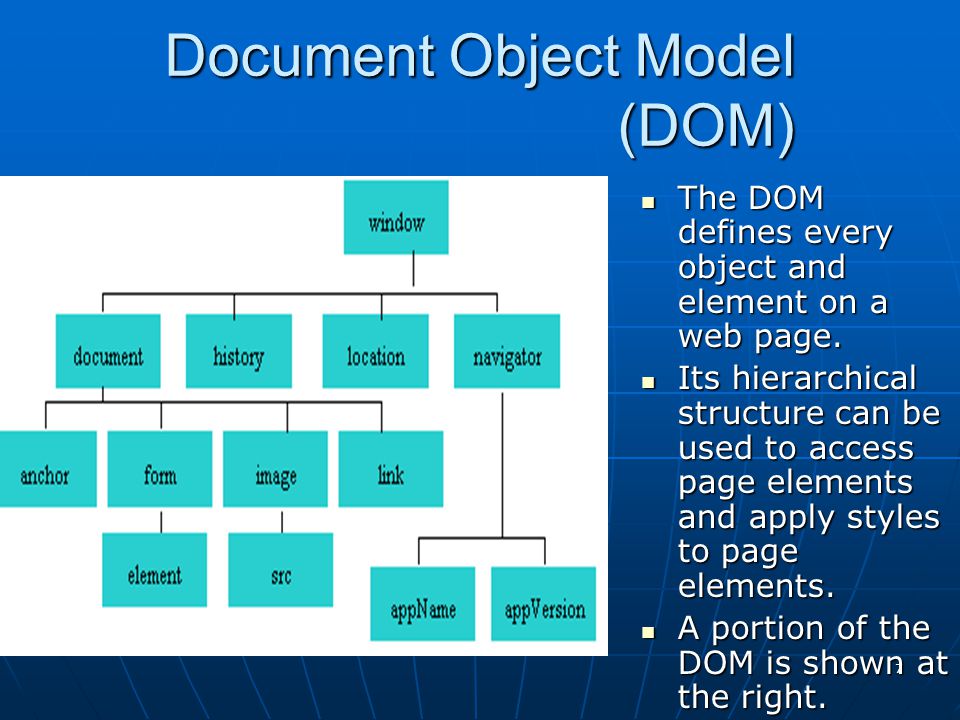 Document Object Model
(DOM)
window
document history location navigator
anchor form image link
element src
appName appVersion
The DOM
defines every
object and
element on a
web page.
Its hierarchical
structure can be
used to access
page elements
and apply styles
to page
elements.
A portion of the
DOM is shown at
the right.